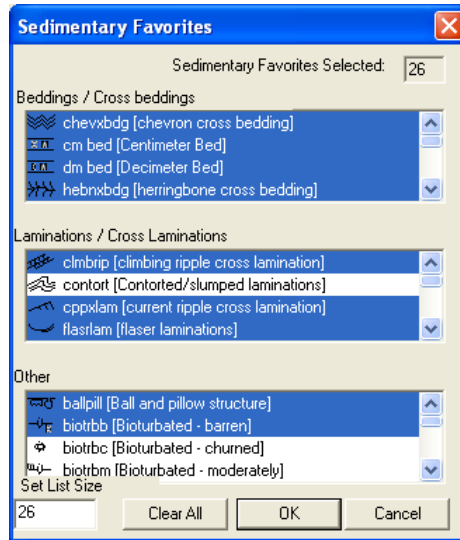 Sedimentary Favorites
Sedimentary Favorites Selected: 26
Beddings / Cross beddings
chevxbdg [chevron cross bedding]
cm bed [Centimeter Bed]
dm bed [Decimeter Bed]
hebnxbdg [herringbone cross bedding]
Laminations / Cross Laminations
clmbrip [climbing ripple cross lamination]
contort [Contorted/slumped laminations]
cppxlam [current ripple cross lamination]
flasrlam [flaser laminations]
Other
ballpill [Ball and pillow structure]
biotrbb [Bioturbated - barren]
biotrbc [Bioturbated - churned]
biotrbm [Bioturbated - moderately]
Set List Size
26 Clear All OK Cancel